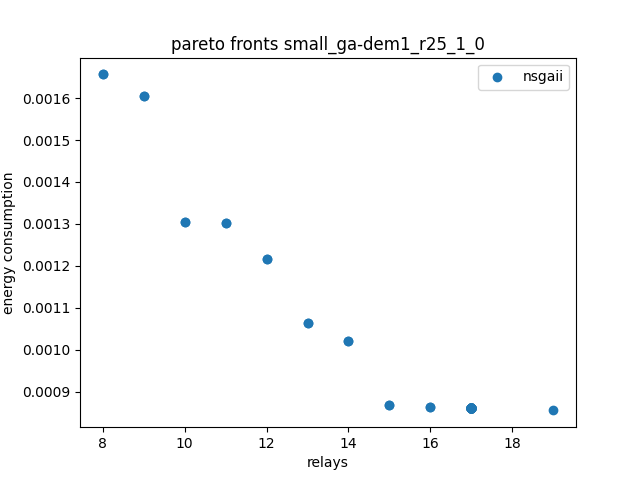 pareto fronts small_ga-dem1_r25_1_0
nsgaii
energy consumption
0.0016
0.0015
0.0014
0.0013
0.0012
0.0011
0.0010
0.0009
8 10 12 14 16 18
relays